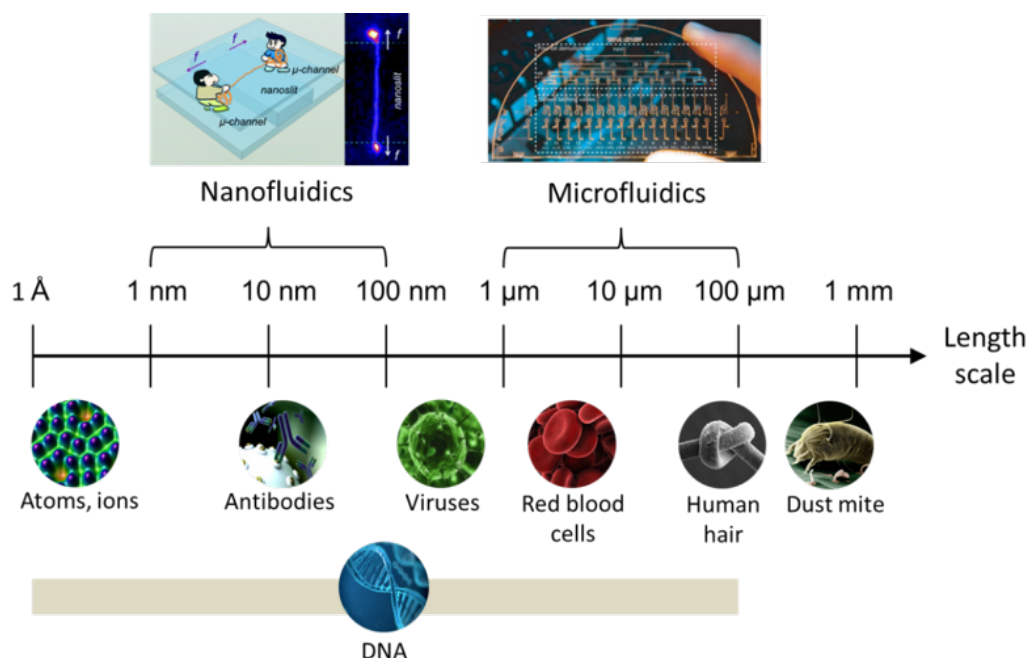 f
f
μ-channel
nanoslit
μ-channel
f
nanoslit
f
Nanofluidics
Microfluidics
1 Å
1 nm
10 nm
100 nm
1 µm
10 µm
100 µm
1 mm
Length
scale
Atoms, ions
Antibodies
Viruses
Red blood
cells
Human
hair
Dust mite
DNA